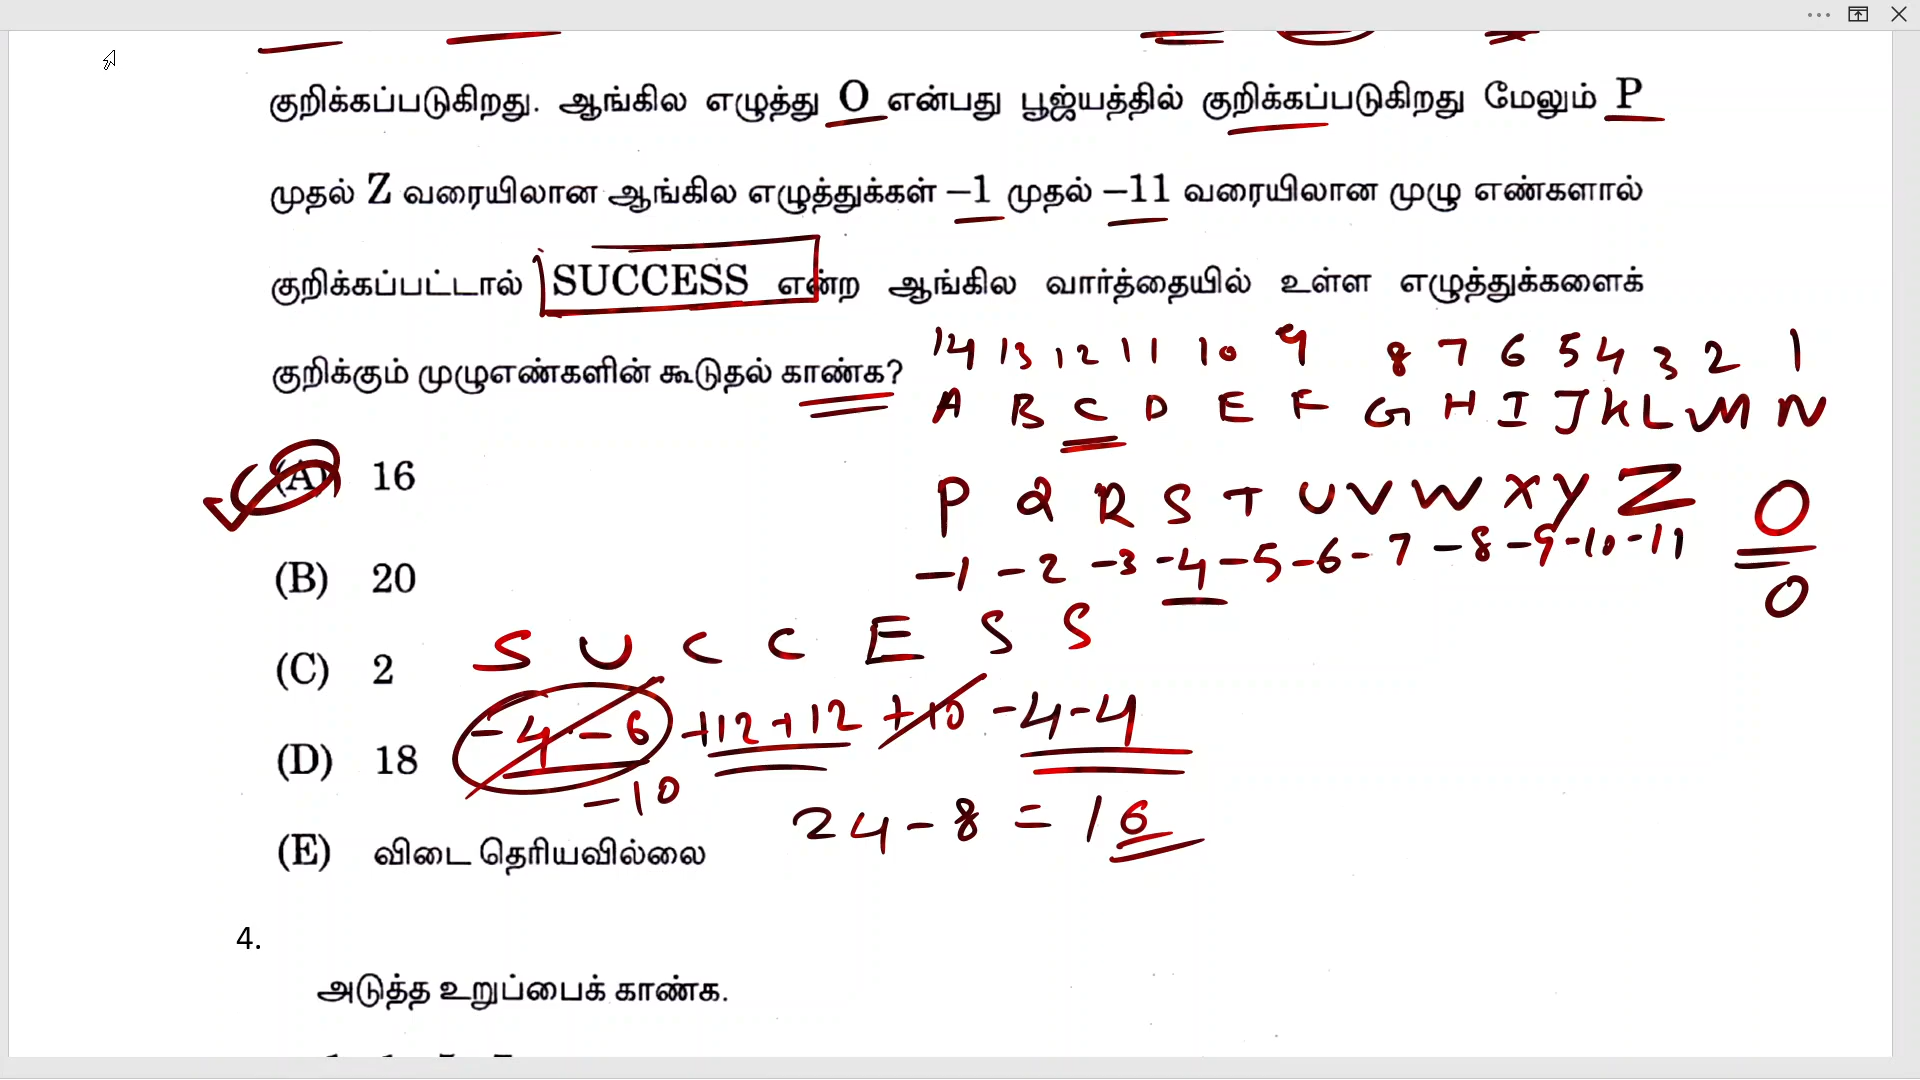 குறிக்கப்படுகிறது. ஆங்கில எழுத்து O என்பது பூஜ்யத்தில் குறிக்கப்படுகிறது மேலும் P
முதல் Z வரையிலான ஆங்கில எழுத்துக்கள் –1 முதல் –11 வரையிலான முழு எண்களால்
குறிக்கப்பட்டால் SUCCESS என்ற ஆங்கில வார்த்தையில் உள்ள எழுத்துக்களைக்
குறிக்கும் முழுஎண்களின் கூடுதல் காண்க?
14 13 12 11 10 9 8 7 6 5 4 3 2 1
A B C D E F G H I J K L M N
(A) 16
P Q R S T U V W X Y Z O
-1 -2 -3 -4 -5 -6 -7 -8 -9 -10 -11 0
(B) 20
S U C C E S S
(C) 2
-4 -6 +12 +12 +10 -4 -4
(D) 18
-10
24 - 8 = 16
(E) விடை தெரியவில்லை
4.
அடுத்த உறுப்பைக் காண்க.